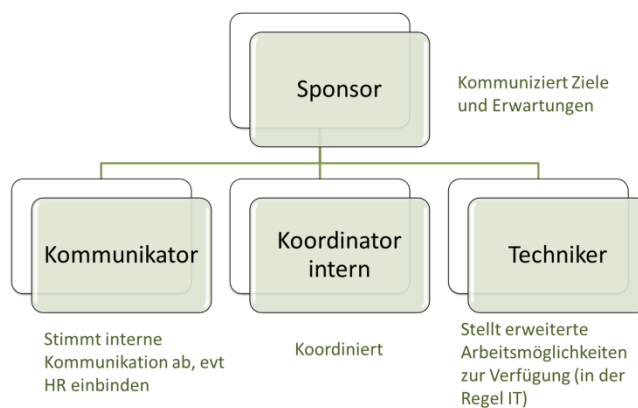 Sponsor
Kommuniziert Ziele
und Erwartungen
Kommunikator
Koordinator
intern
Techniker
Stimmt interne
Kommunikation ab, evt
HR einbinden
Koordiniert
Stellt erweiterte
Arbeitsmöglichkeiten
zur Verfügung (in der
Regel IT)